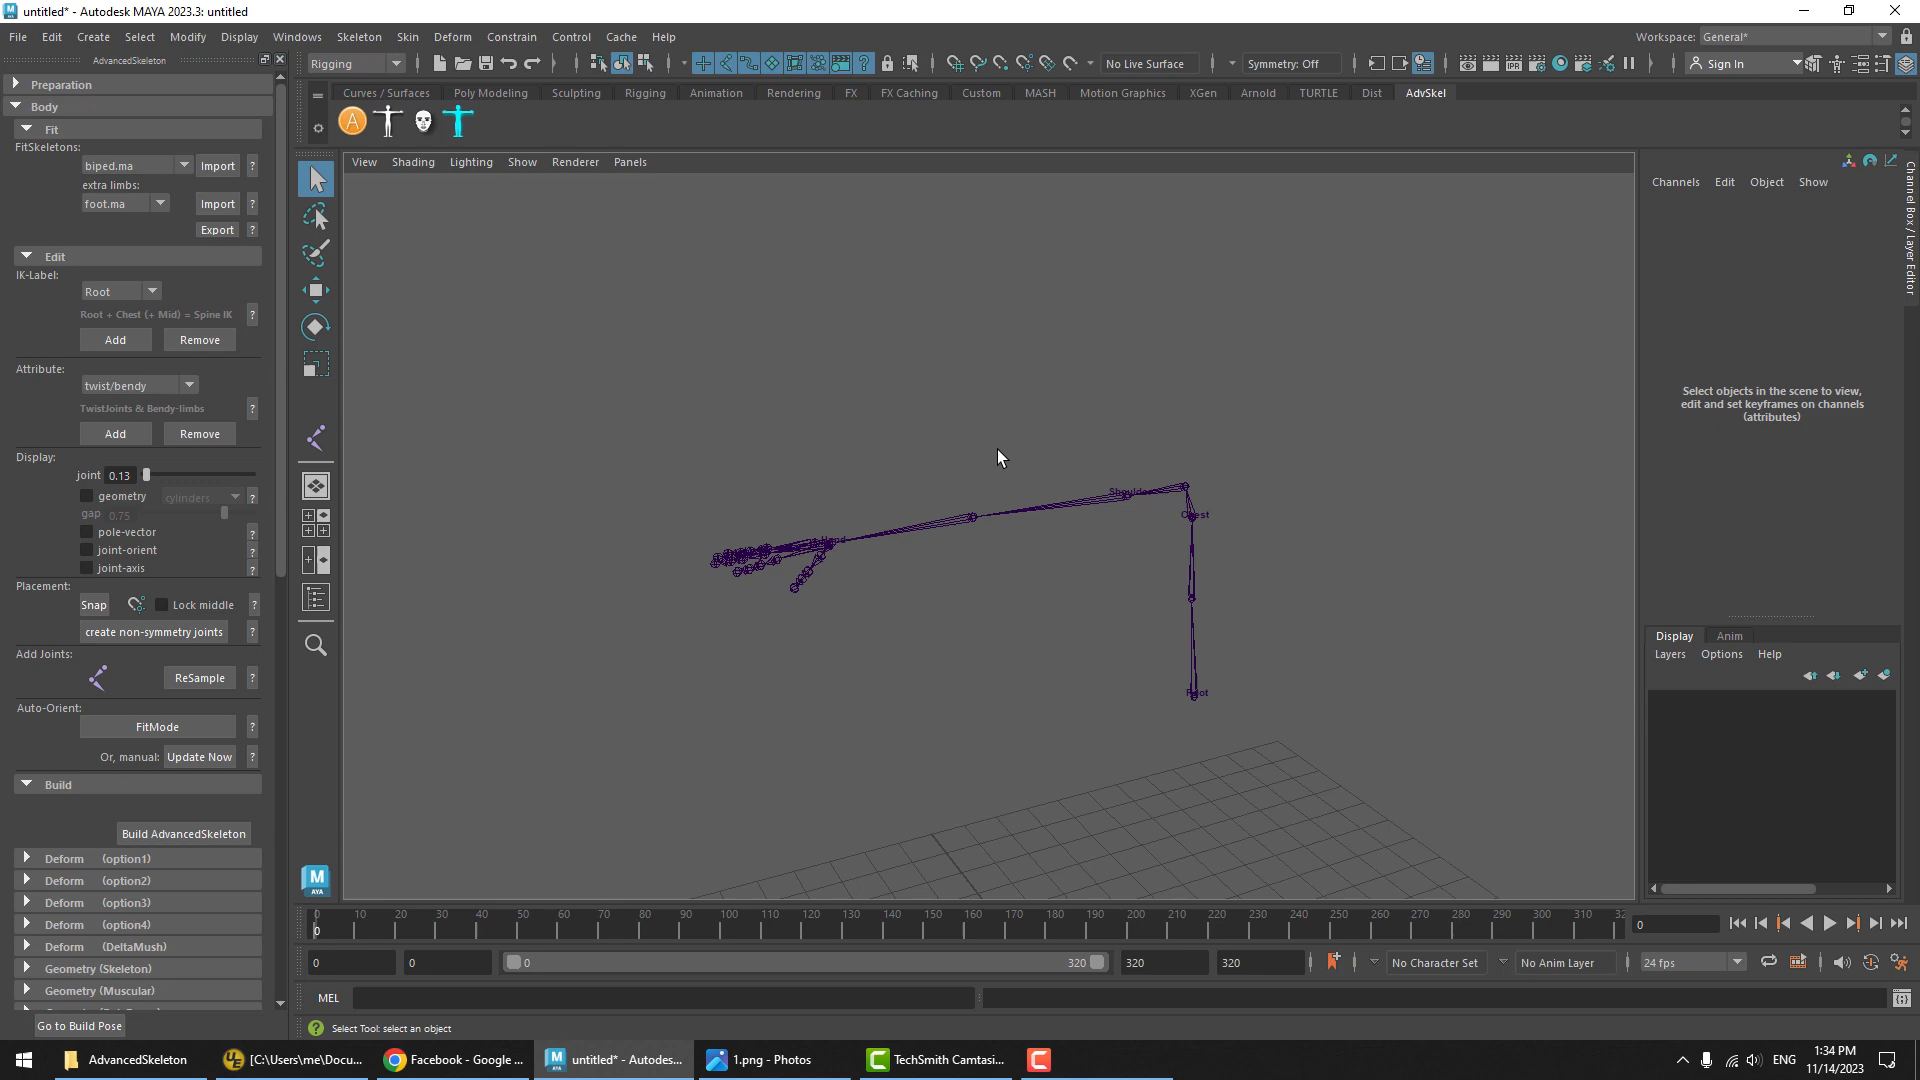 untitled* - Autodesk MAYA 2023.3: untitled
File Edit Create Select Modify Display Windows Skeleton Skin Deform Constrain Control Cache Help
Workspace: General*
AdvancedSkeleton
Rigging
No Live Surface
Symmetry: Off
Sign In
Preparation
Body
Fit
FitSkeletons:
biped.ma Import ?
extra limbs:
foot.ma Import ?
Export ?
Edit
IK-Label:
Root
Root + Chest (+ Mid) = Spine IK ?
Add Remove
Attribute:
twist/bendy
TwistJoints & Bendy-limbs ?
Add Remove
Display:
joint 0.13
geometry cylinders ?
gap 0.75
pole-vector ?
joint-orient ?
joint-axis ?
Placement:
Snap Lock middle ?
create non-symmetry joints ?
Add Joints:
ReSample ?
Auto-Orient:
FitMode ?
Or, manual: Update Now ?
Build
Build AdvancedSkeleton
Deform (option1)
Deform (option2)
Deform (option3)
Deform (option4)
Deform (DeltaMush)
Geometry (Skeleton)
Geometry (Muscular)
Go to Build Pose
Curves / Surfaces Poly Modeling Sculpting Rigging Animation Rendering FX FX Caching Custom MASH Motion Graphics XGen Arnold TURTLE Dist AdvSkel
A
View Shading Lighting Show Renderer Panels
Chest
Root
Hand
M
AYA
Channels Edit Object Show
Channel Box / Layer Editor
Select objects in the scene to view,
edit and set keyframes on channels
(attributes)
Display Anim
Layers Options Help
0 10 20 30 40 50 60 70 80 90 100 110 120 130 140 150 160 170 180 190 200 210 220 230 240 250 260 270 280 290 300 310 32
0
0
0 0 0 320 320 320
No Character Set
No Anim Layer
24 fps
MEL
? Select Tool: select an object
AdvancedSkeleton
[C:\Users\me\Docu...
Facebook - Google ...
untitled* - Autodes...
1.png - Photos
TechSmith Camtasi...
ENG
1:34 PM
11/14/2023